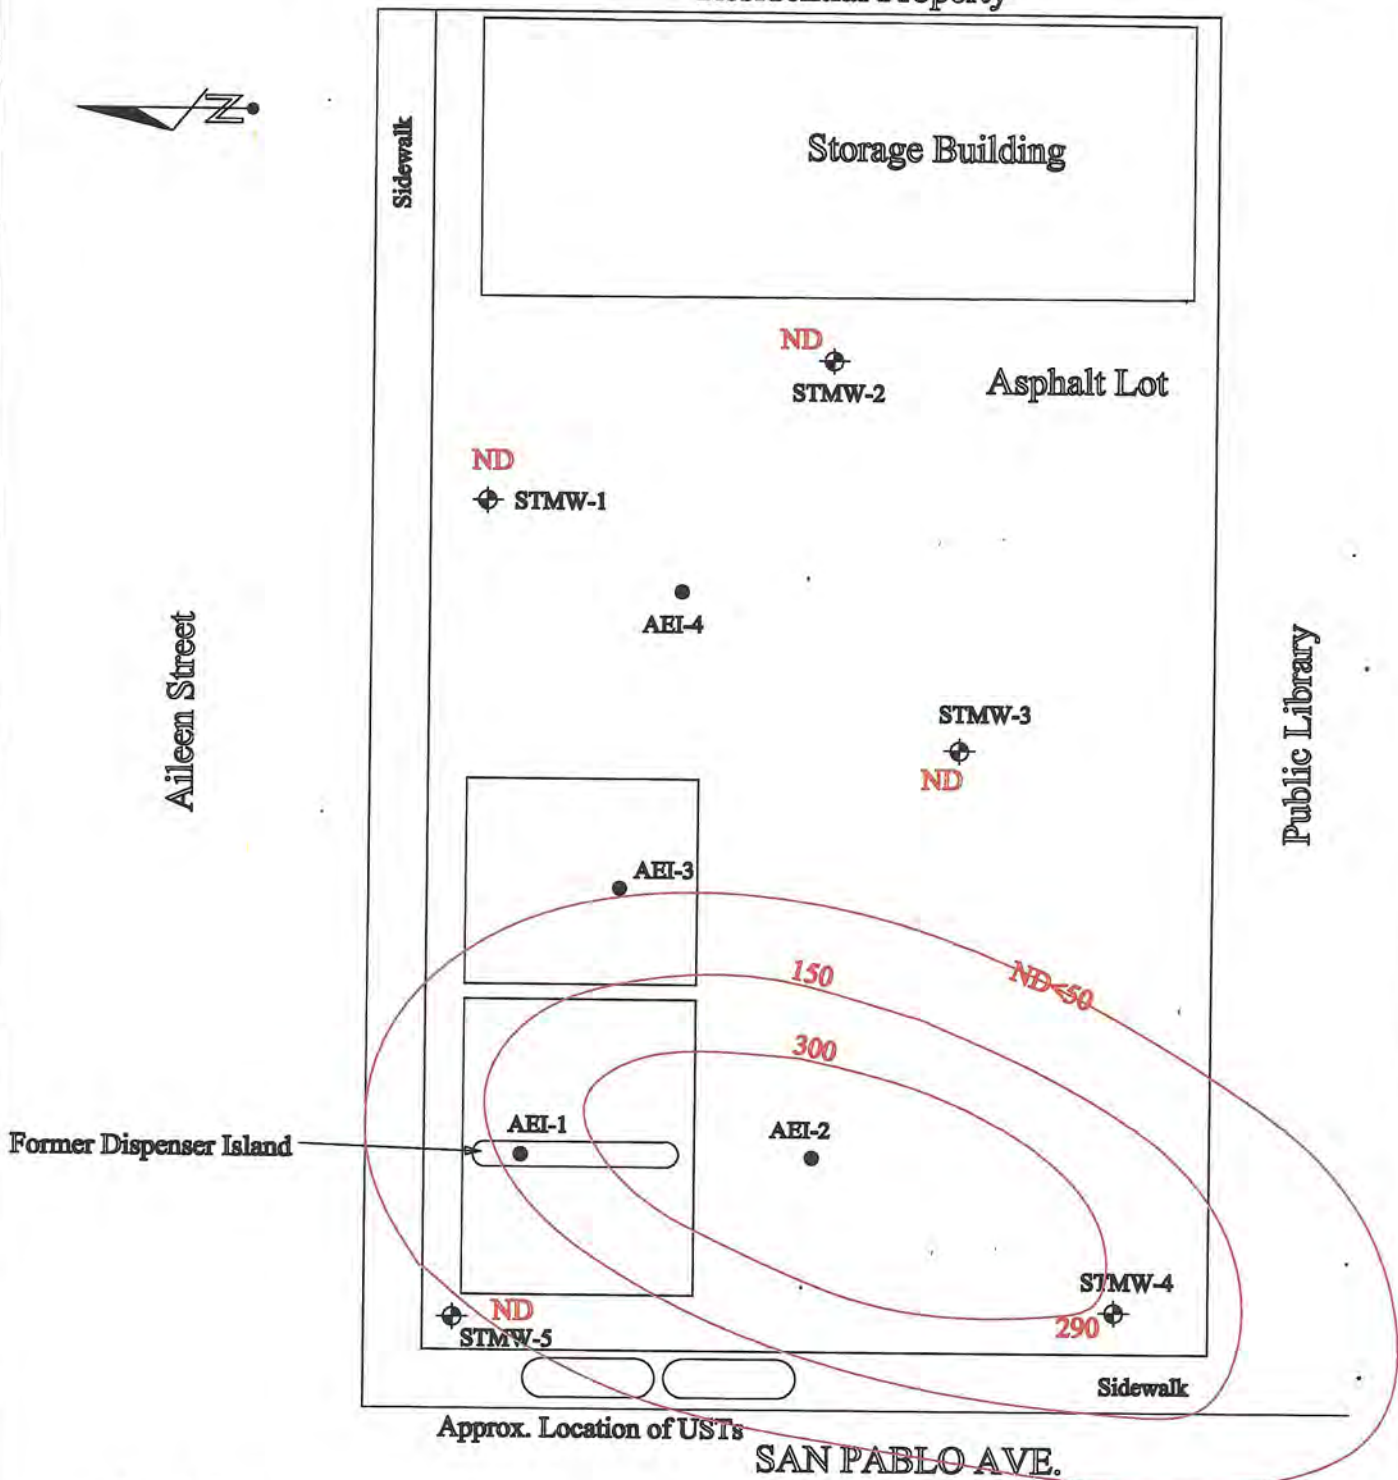 Property
N
Sidewalk
Storage Building
ND
STMW-2
Asphalt Lot
ND
STMW-1
AEI-4
Aileen Street
STMW-3
ND
Public Library
AEI-3
150
ND<50
300
Former Dispenser Island
AEI-1
AEI-2
STMW-4
290
ND
STMW-5
Sidewalk
Approx. Location of USTs
SAN PABLO AVE.